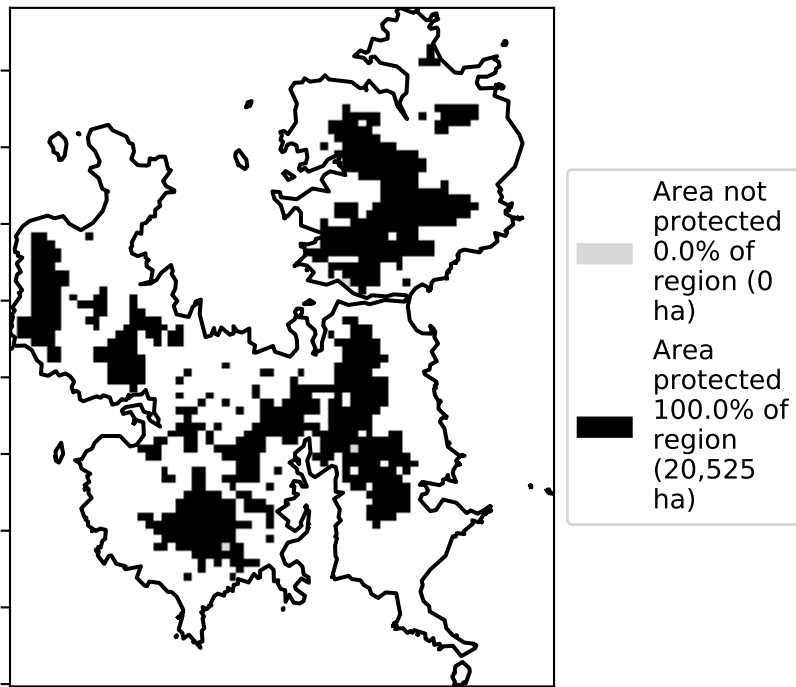 Area not
protected
0.0% of
region (0
ha)
Area
protected
100.0% of
region
(20,525
ha)